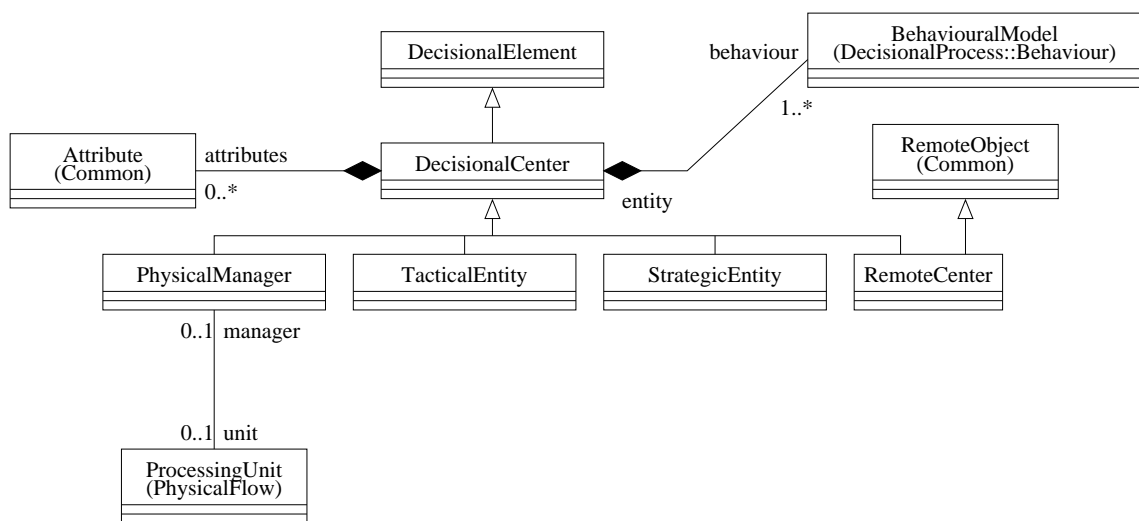 BehaviouralModel
(DecisionalProcess::Behaviour)
DecisionalElement
behaviour
1..*
Attribute
(Common)
attributes
0..*
DecisionalCenter
entity
RemoteObject
(Common)
PhysicalManager
TacticalEntity
StrategicEntity
RemoteCenter
0..1 manager
0..1 unit
ProcessingUnit
(PhysicalFlow)